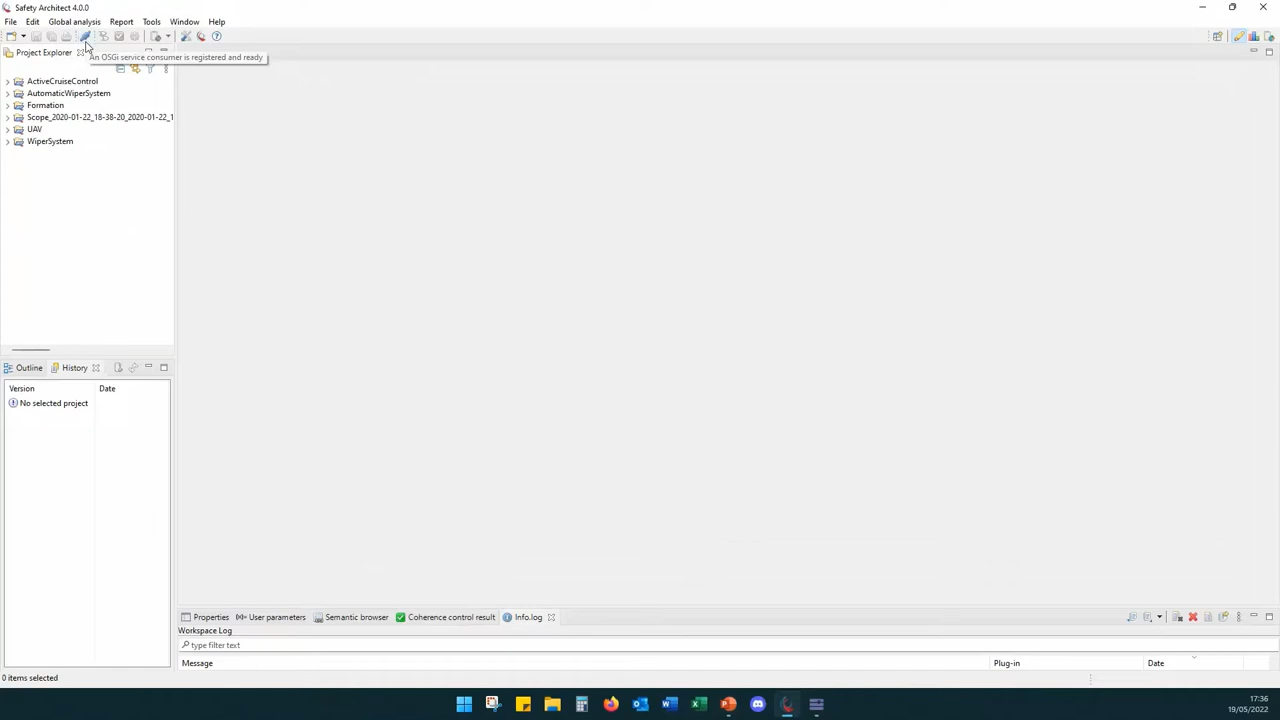 Safety Architect 4.0.0
File Edit Global analysis Report Tools Window Help
Project Explorer
An OSGi service consumer is registered and ready
ActiveCruiseControl
AutomaticWiperSystem
Formation
Scope_2020-01-22_18-38-20_2020-01-22_1
UAV
WiperSystem
Outline History
Version Date
No selected project
Properties User parameters Semantic browser Coherence control result Info.log
Workspace Log
type filter text
Message Plug-in Date
0 items selected
17:36
19/05/2022